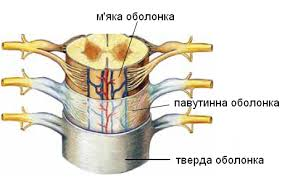 м'яка оболонка
павутинна оболонка
тверда оболонка